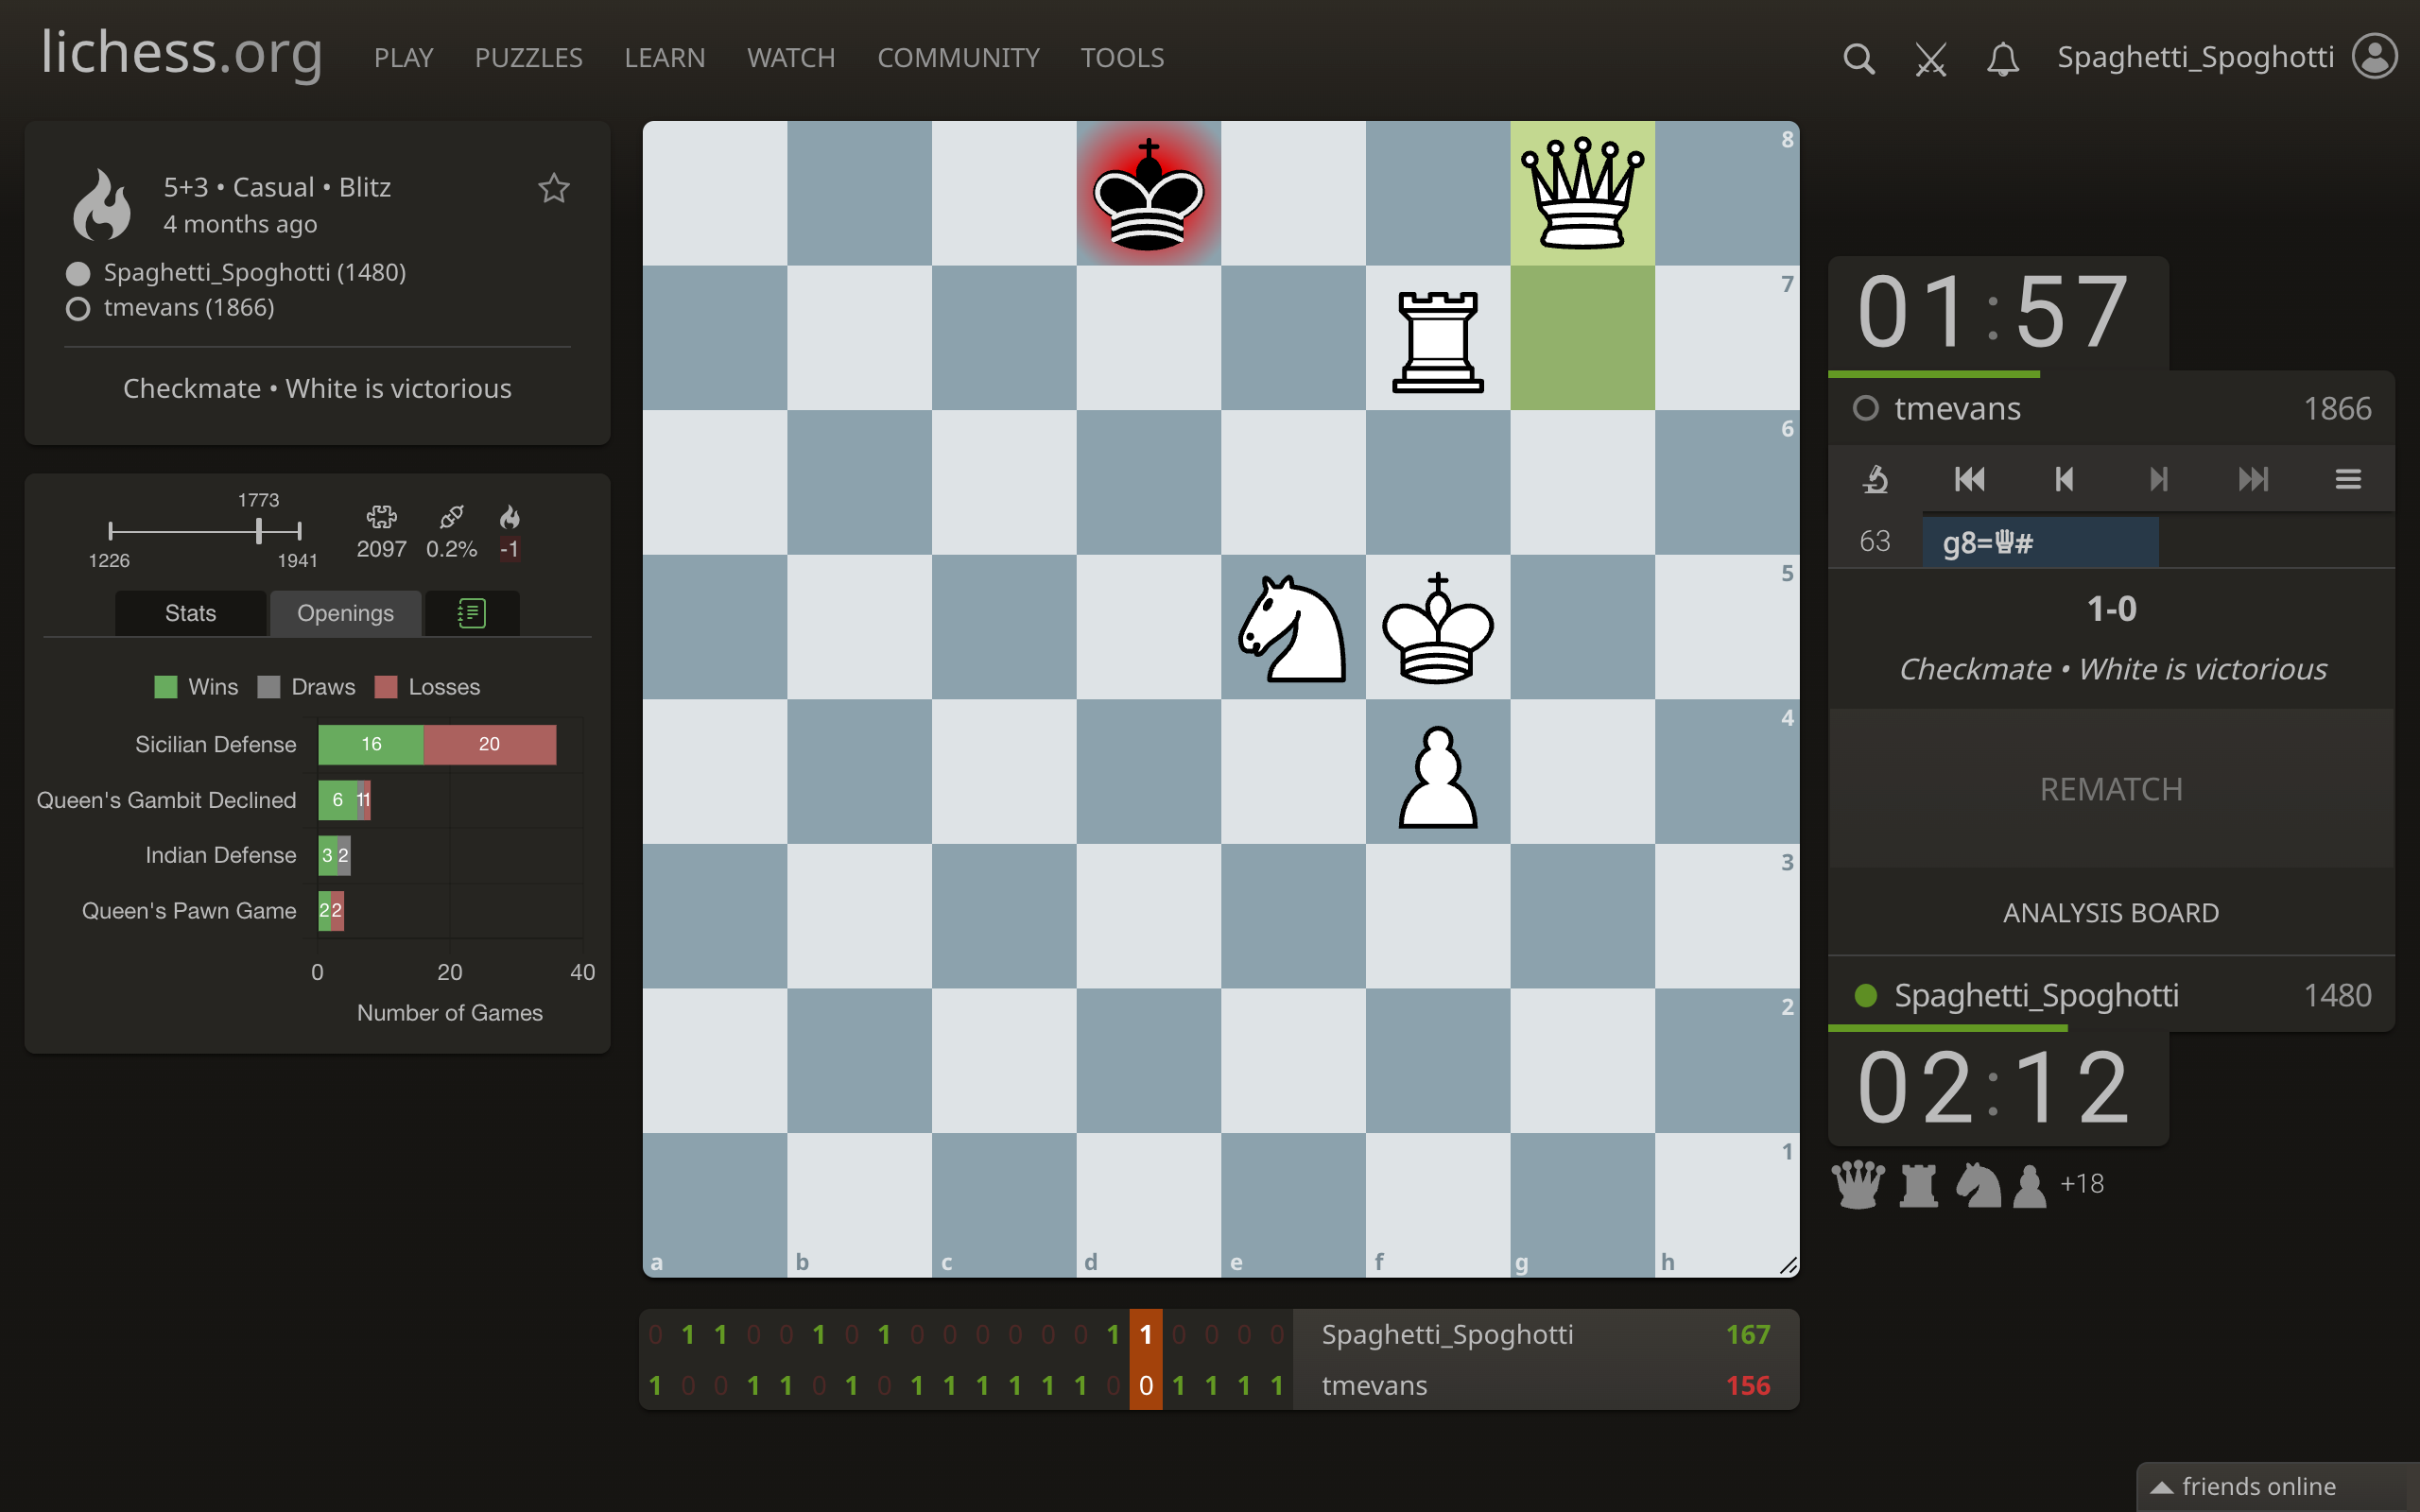 lichess.org PLAY PUZZLES LEARN WATCH COMMUNITY TOOLS Spaghetti_Spoghotti
5+3 • Casual • Blitz
4 months ago
Spaghetti_Spoghotti (1480)
tmevans (1866)
Checkmate • White is victorious
1773
1226 1941
2097 0.2% -1
Stats Openings
Wins Draws Losses
Sicilian Defense 16 20
Queen's Gambit Declined 6 1 1
Indian Defense 3 2
Queen's Pawn Game 2 2
0 20 40
Number of Games
8
7
6
5
4
3
2
1
a b c d e f g h
0 1 1 0 0 1 0 1 0 0 0 0 0 0 1 1 0 0 0 0 Spaghetti_Spoghotti 167
1 0 0 1 1 0 1 0 1 1 1 1 1 1 0 0 1 1 1 1 tmevans 156
01:57
tmevans 1866
63 g8=♕#
1-0
Checkmate • White is victorious
REMATCH
ANALYSIS BOARD
Spaghetti_Spoghotti 1480
02:12
+18
friends online